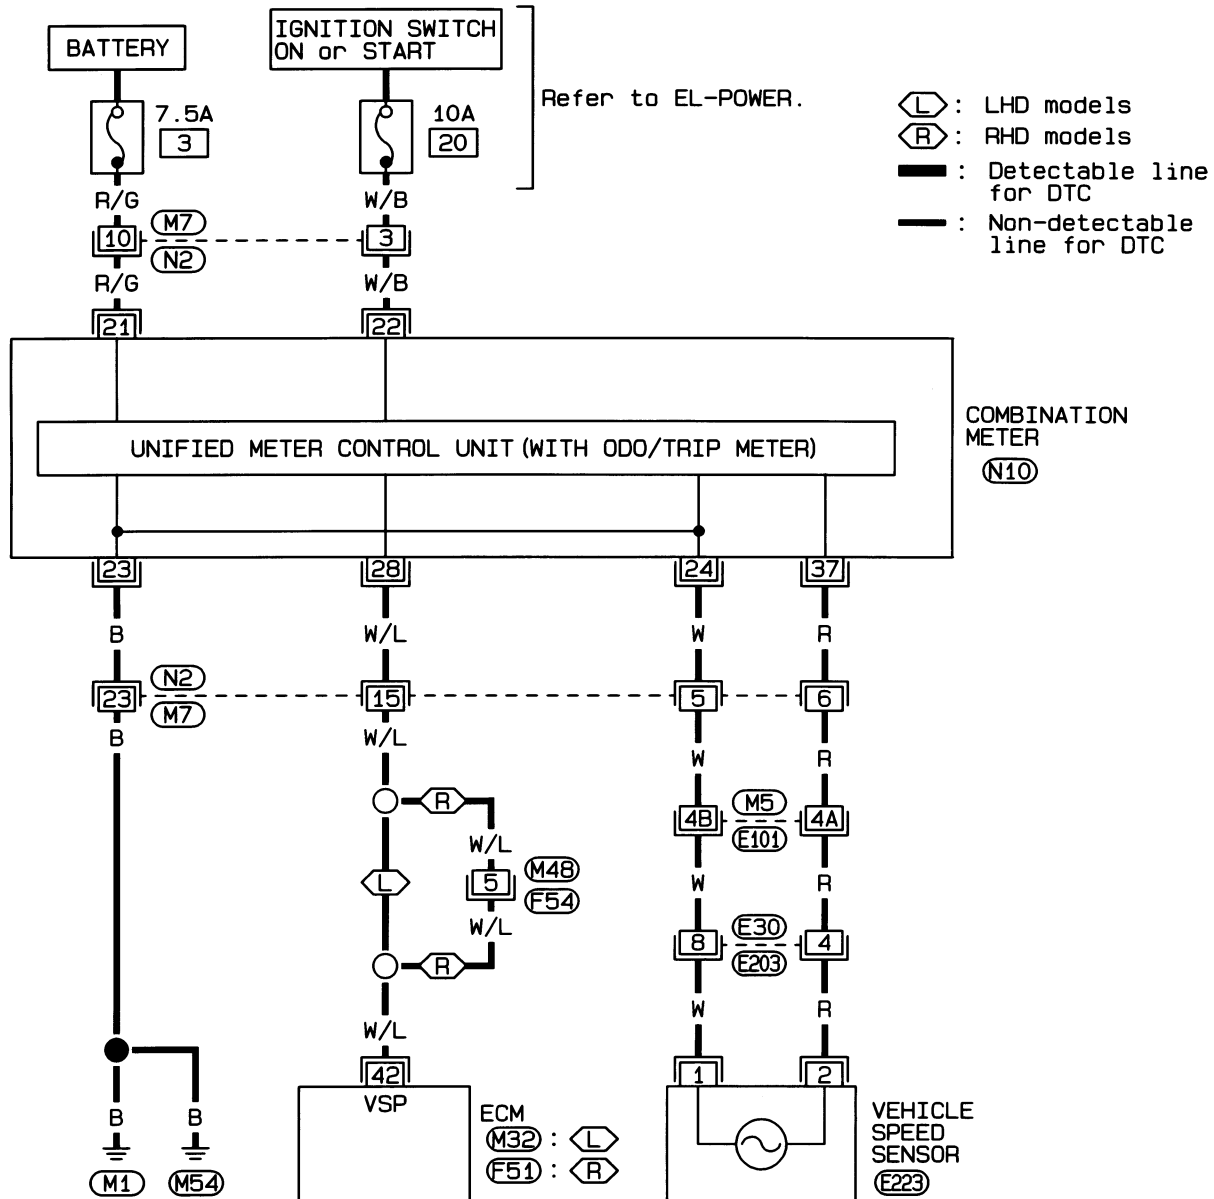 BATTERY
IGNITION SWITCH
ON or START
Refer to EL-POWER.
7.5A
3
10A
20
L : LHD models
R : RHD models
: Detectable line
for DTC
: Non-detectable
line for DTC
R/G
W/B
10
M7
N2
3
R/G
W/B
21
22
UNIFIED METER CONTROL UNIT (WITH ODO/TRIP METER)
COMBINATION
METER
N10
23
28
24
37
B
W/L
W
R
23
N2
M7
15
5
6
B
W/L
W
R
R
W/L
4B
M5
E101
4A
L
5
M48
F54
W
R
W/L
R
8
E30
E203
4
W/L
W
R
42
VSP
1
2
B
B
M1
M54
ECM
M32 : L
F51 : R
VEHICLE
SPEED
SENSOR
E223